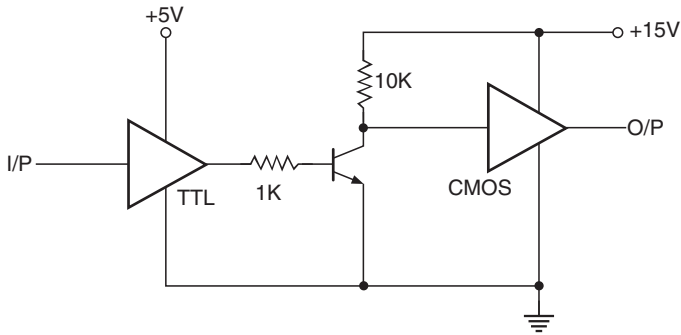 +5V
+15V
10K
I/P
O/P
TTL
1K
CMOS